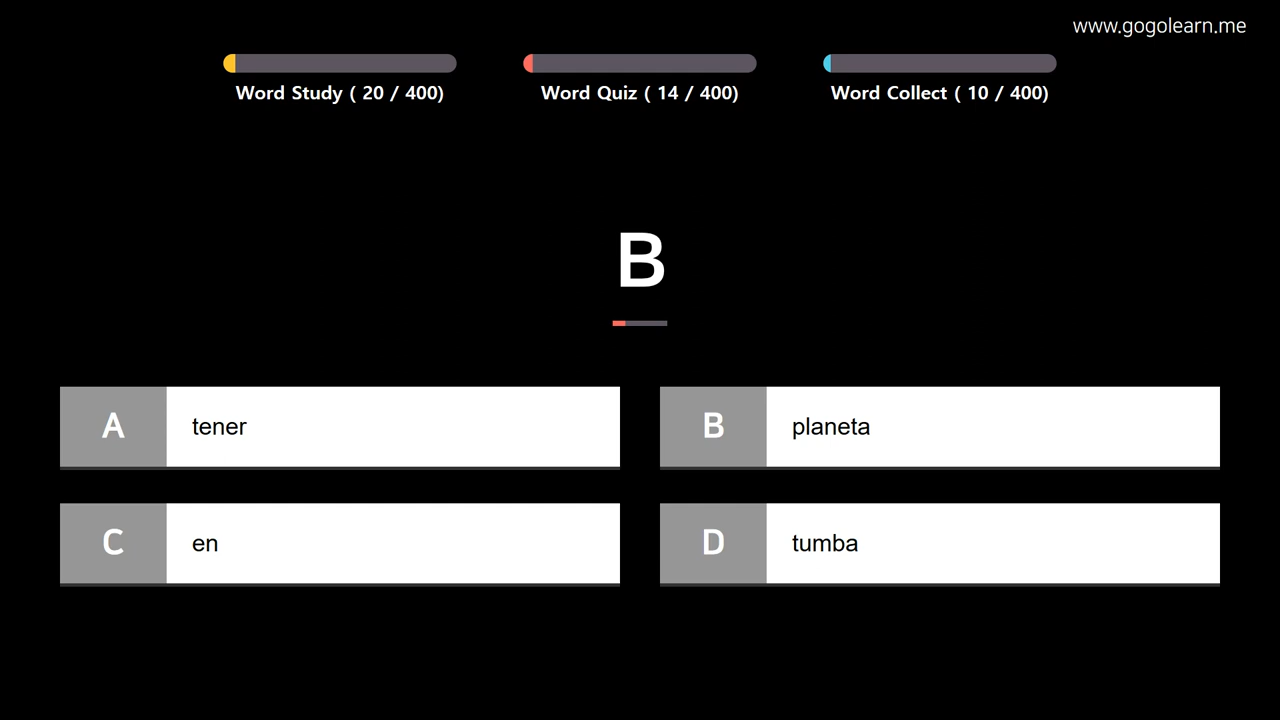 www.gogolearn.me
Word Study ( 20 / 400)
Word Quiz ( 14 / 400)
Word Collect ( 10 / 400)
B
A tener
B planeta
C en
D tumba